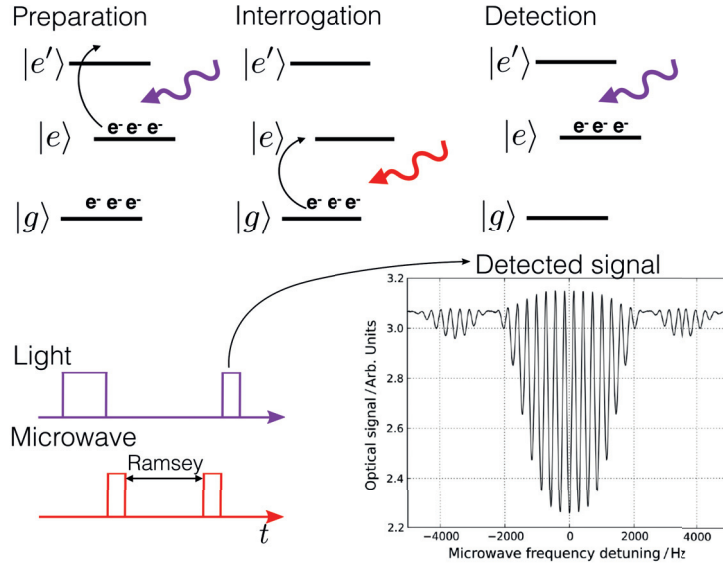 Preparation
Interrogation
Detection
|e′⟩
|e′⟩
|e′⟩
e- e- e-
|e⟩
|e⟩
e- e- e-
|e⟩
e- e- e-
|g⟩
e- e- e-
|g⟩
|g⟩
Detected signal
Light
Microwave
Ramsey
t
Optical signal / Arb. Units
3.2
3.0
2.8
2.6
2.4
2.2
−4000 −2000 0 2000 4000
Microwave frequency detuning / Hz